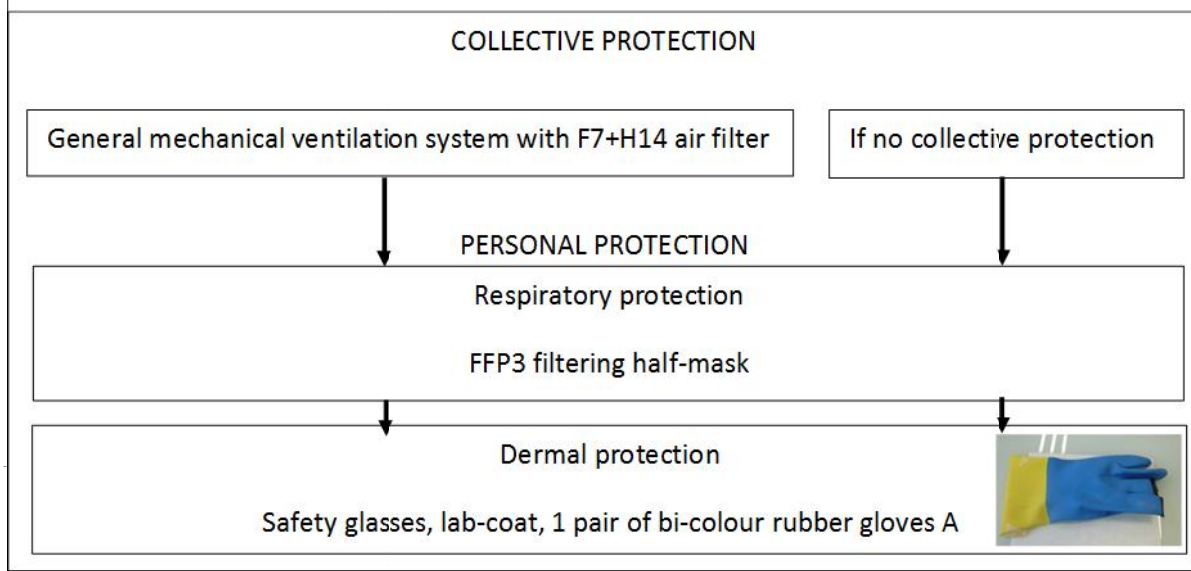 COLLECTIVE PROTECTION
General mechanical ventilation system with F7+H14 air filter
If no collective protection
PERSONAL PROTECTION
Respiratory protection
FFP3 filtering half-mask
Dermal protection
Safety glasses, lab-coat, 1 pair of bi-colour rubber gloves A